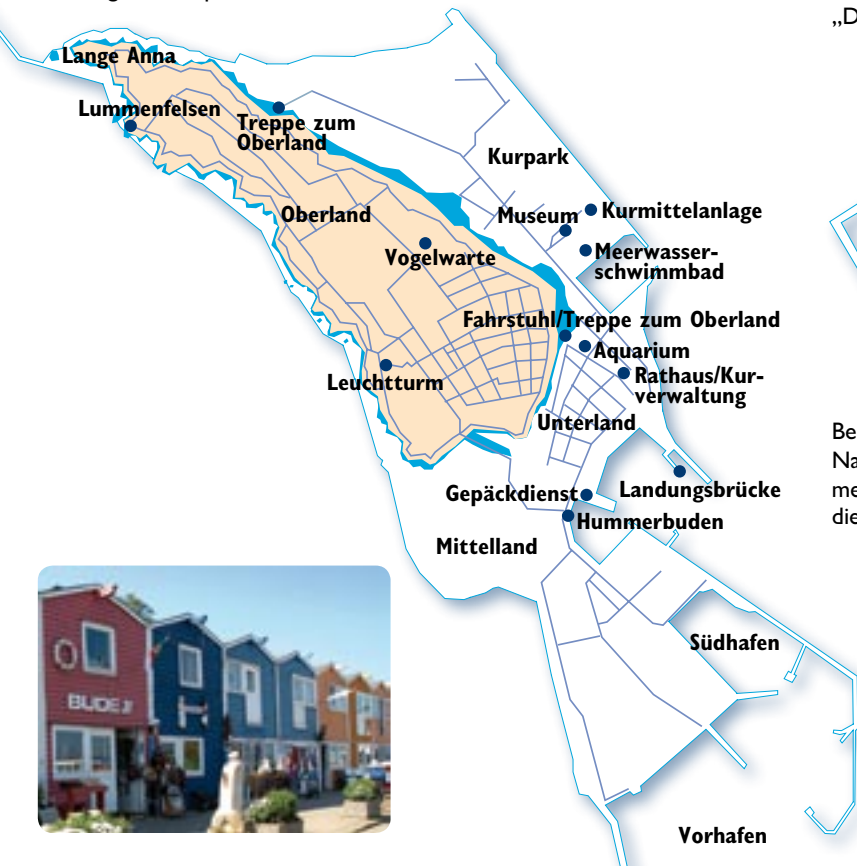 „D
Lange Anna
Lummenfelsen
Treppe zum
Oberland
Kurpark
Oberland
Museum
Kurmittelanlage
Vogelwarte
Meerwasser-
schwimmbad
Fahrstuhl/Treppe zum Oberland
Aquarium
Leuchtturm
Rathaus/Kur-
verwaltung
Unterland
Be
Na
me
die
Gepäckdienst
Landungsbrücke
Hummerbuden
Mittelland
Südhafen
BUDE
Vorhafen